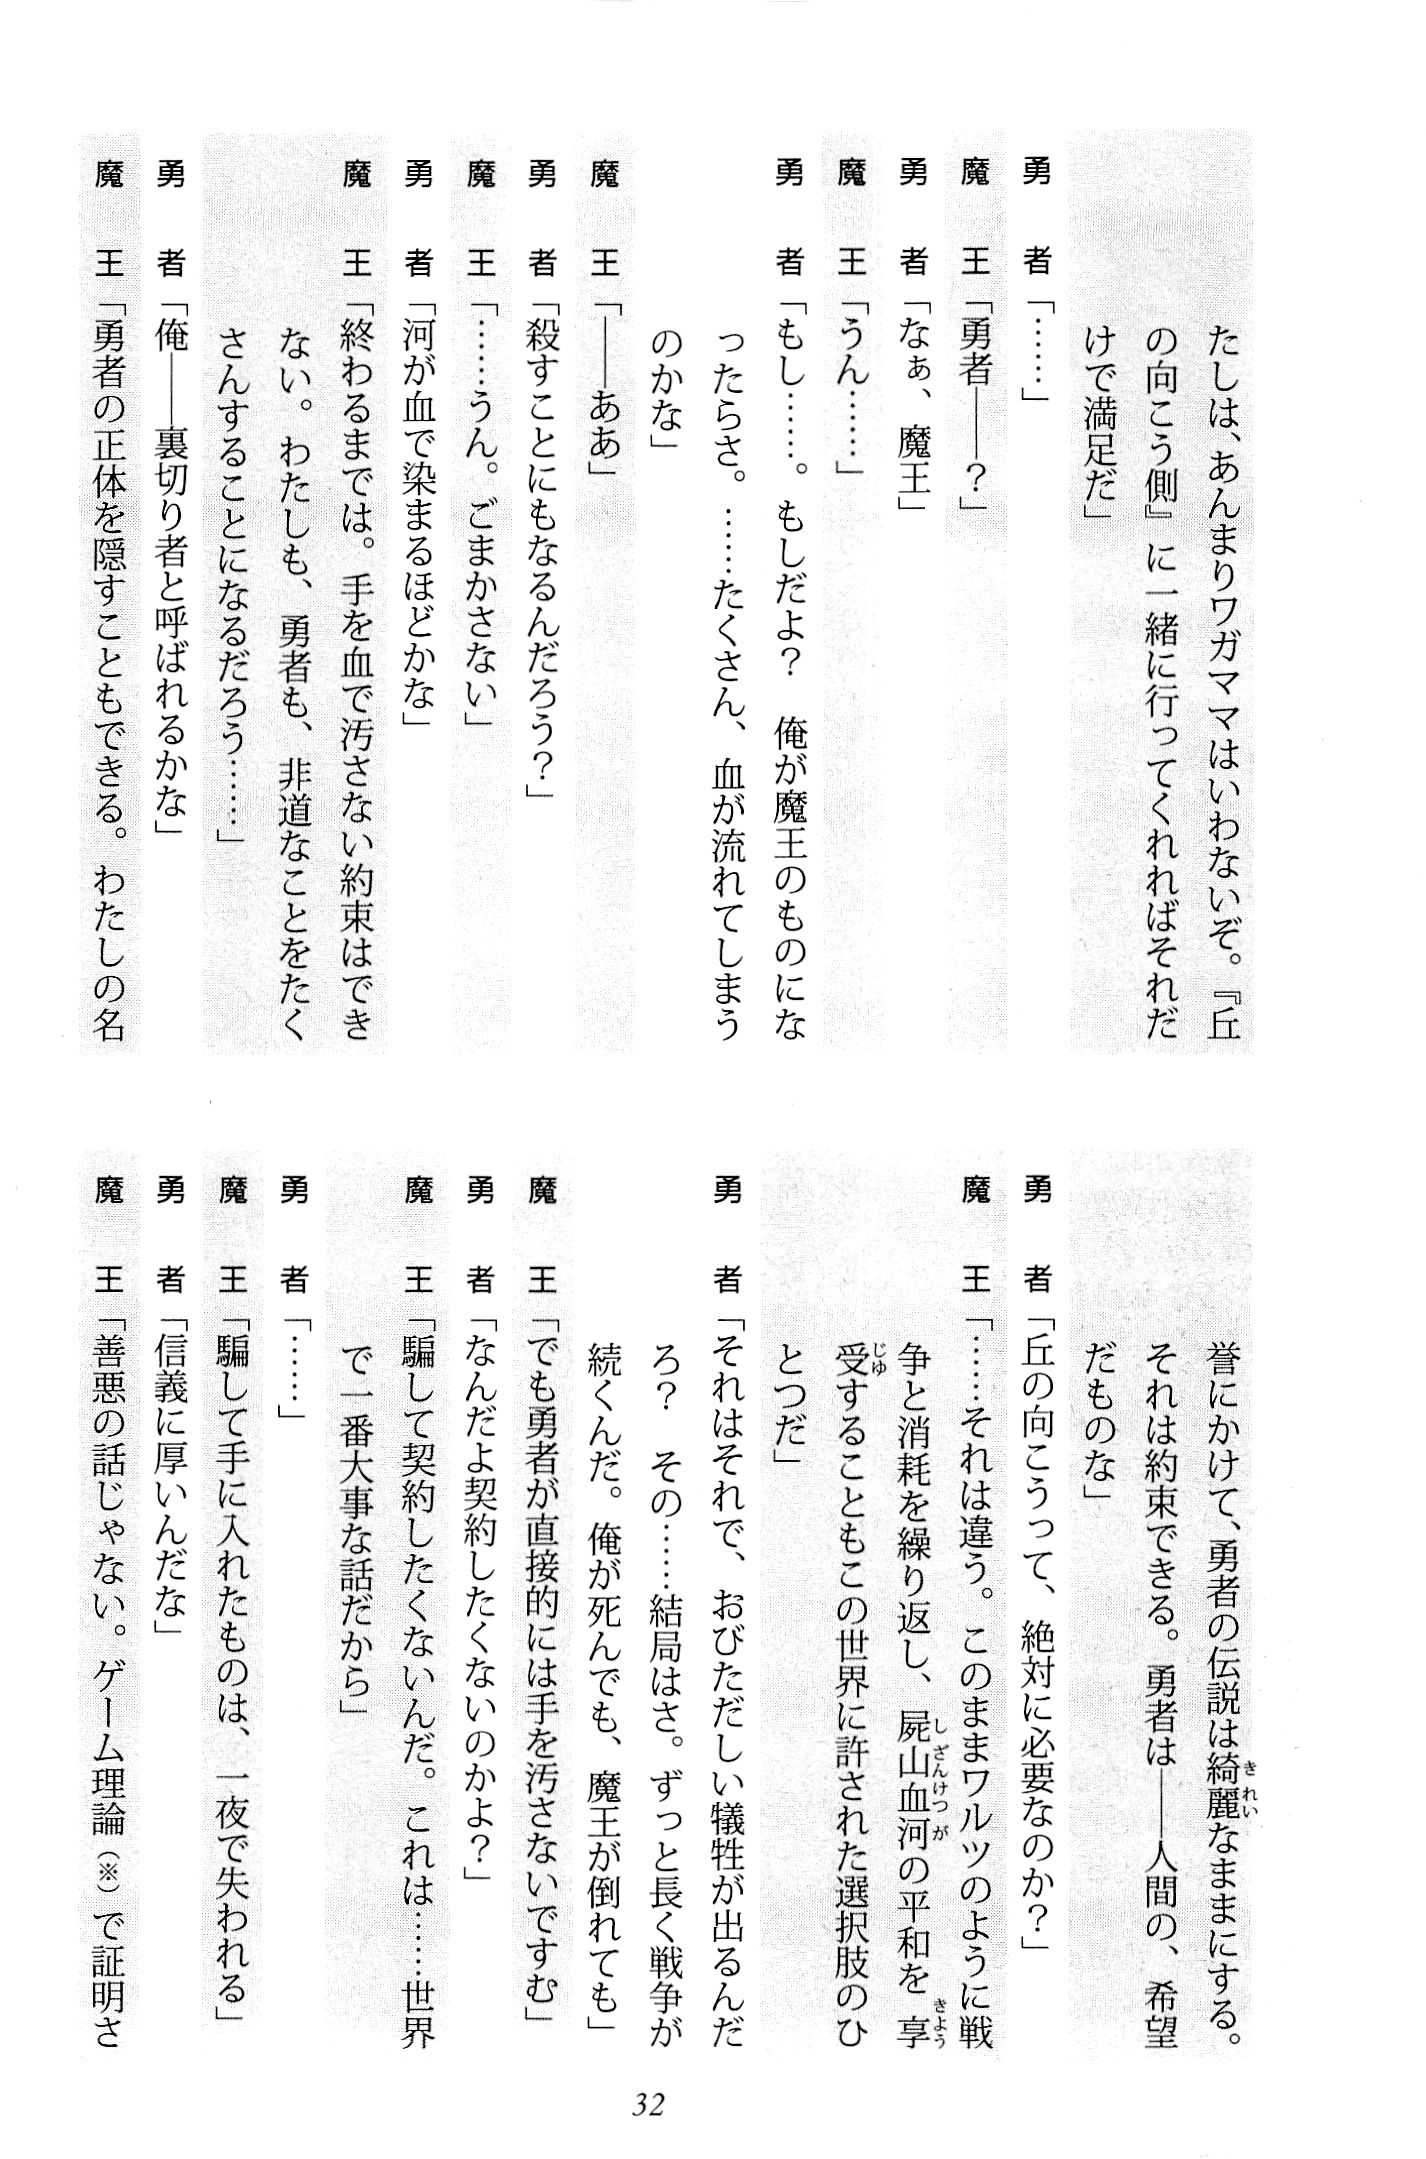 たしは、あんまりワガママはいわないぞ。『丘
の向こう側』に一緒に行ってくれればそれだ
けで満足だ」
勇　者「……」
魔　王「勇者――？」
勇　者「なぁ、魔王」
魔　王「うん……」
勇　者「もし……。もしだよ？　俺が魔王のものにな
ったらさ。……たくさん、血が流れてしまう
のかな」
魔　王「――ああ」
勇　者「殺すことにもなるんだろう？」
魔　王「……うん。ごまかさない」
勇　者「河が血で染まるほどかな」
魔　王「終わるまでは。手を血で汚さない約束はでき
ない。わたしも、勇者も、非道なことをたく
さんすることになるだろう……」
勇　者「俺――裏切り者と呼ばれるかな」
魔　王「勇者の正体を隠すこともできる。わたしの名
誉にかけて、勇者の伝説は綺麗なままにする。
それは約束できる。勇者は――人間の、希望
だものな」
勇　者「丘の向こうって、絶対に必要なのか？」
魔　王「……それは違う。このままワルツのように戦
争と消耗を繰り返し、屍山血河の平和を享
受することもこの世界に許された選択肢のひ
とつだ」
勇　者「それはそれで、おびただしい犠牲が出るんだ
ろ？　その……結局はさ。ずっと長く戦争が
続くんだ。俺が死んでも、魔王が倒れても」
魔　王「でも勇者が直接的には手を汚さないですむ」
勇　者「なんだよ契約したくないのかよ？」
魔　王「騙して契約したくないんだ。これは……世界
で一番大事な話だから」
勇　者「……」
魔　王「騙して手に入れたものは、一夜で失われる」
勇　者「信義に厚いんだな」
魔　王「善悪の話じゃない。ゲーム理論（※）で証明さ
32